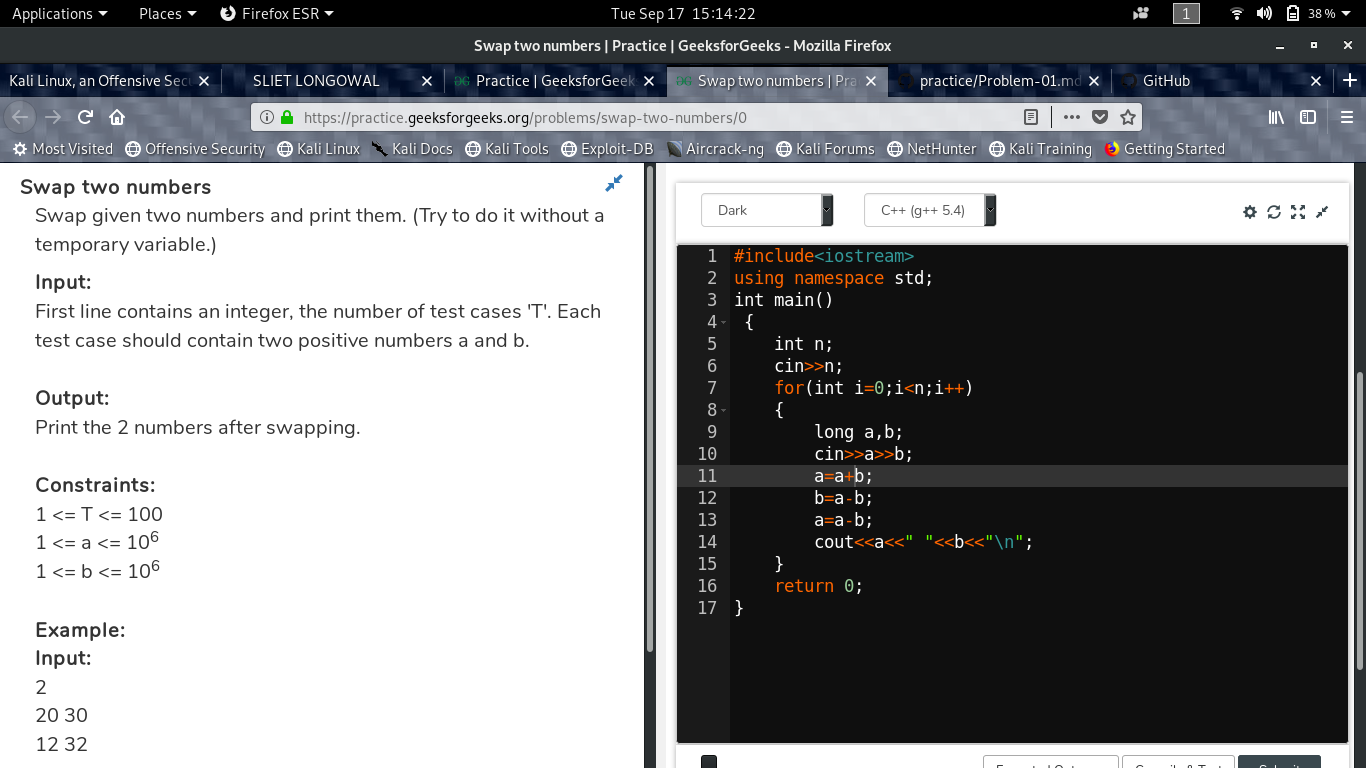 Applications Places Firefox ESR Tue Sep 17 15:14:22 1 38 %
Swap two numbers | Practice | GeeksforGeeks - Mozilla Firefox
Kali Linux, an Offensive Sec SLIET LONGOWAL Practice | GeeksforGeek Swap two numbers | Pra practice/Problem-01.md GitHub
https://practice.geeksforgeeks.org/problems/swap-two-numbers/0
Most Visited Offensive Security Kali Linux Kali Docs Kali Tools Exploit-DB Aircrack-ng Kali Forums NetHunter Kali Training Getting Started
Swap two numbers
Swap given two numbers and print them. (Try to do it without a
temporary variable.)
Input:
First line contains an integer, the number of test cases 'T'. Each
test case should contain two positive numbers a and b.
Output:
Print the 2 numbers after swapping.
Constraints:
1 <= T <= 100
1 <= a <= 10⁶
1 <= b <= 10⁶
Example:
Input:
2
20 30
12 32
Dark C++ (g++ 5.4)
1 #include<iostream>
2 using namespace std;
3 int main()
4 {
5 int n;
6 cin>>n;
7 for(int i=0;i<n;i++)
8 {
9 long a,b;
10 cin>>a>>b;
11 a=a+b;
12 b=a-b;
13 a=a-b;
14 cout<<a<<" "<<b<<"\n";
15 }
16 return 0;
17 }